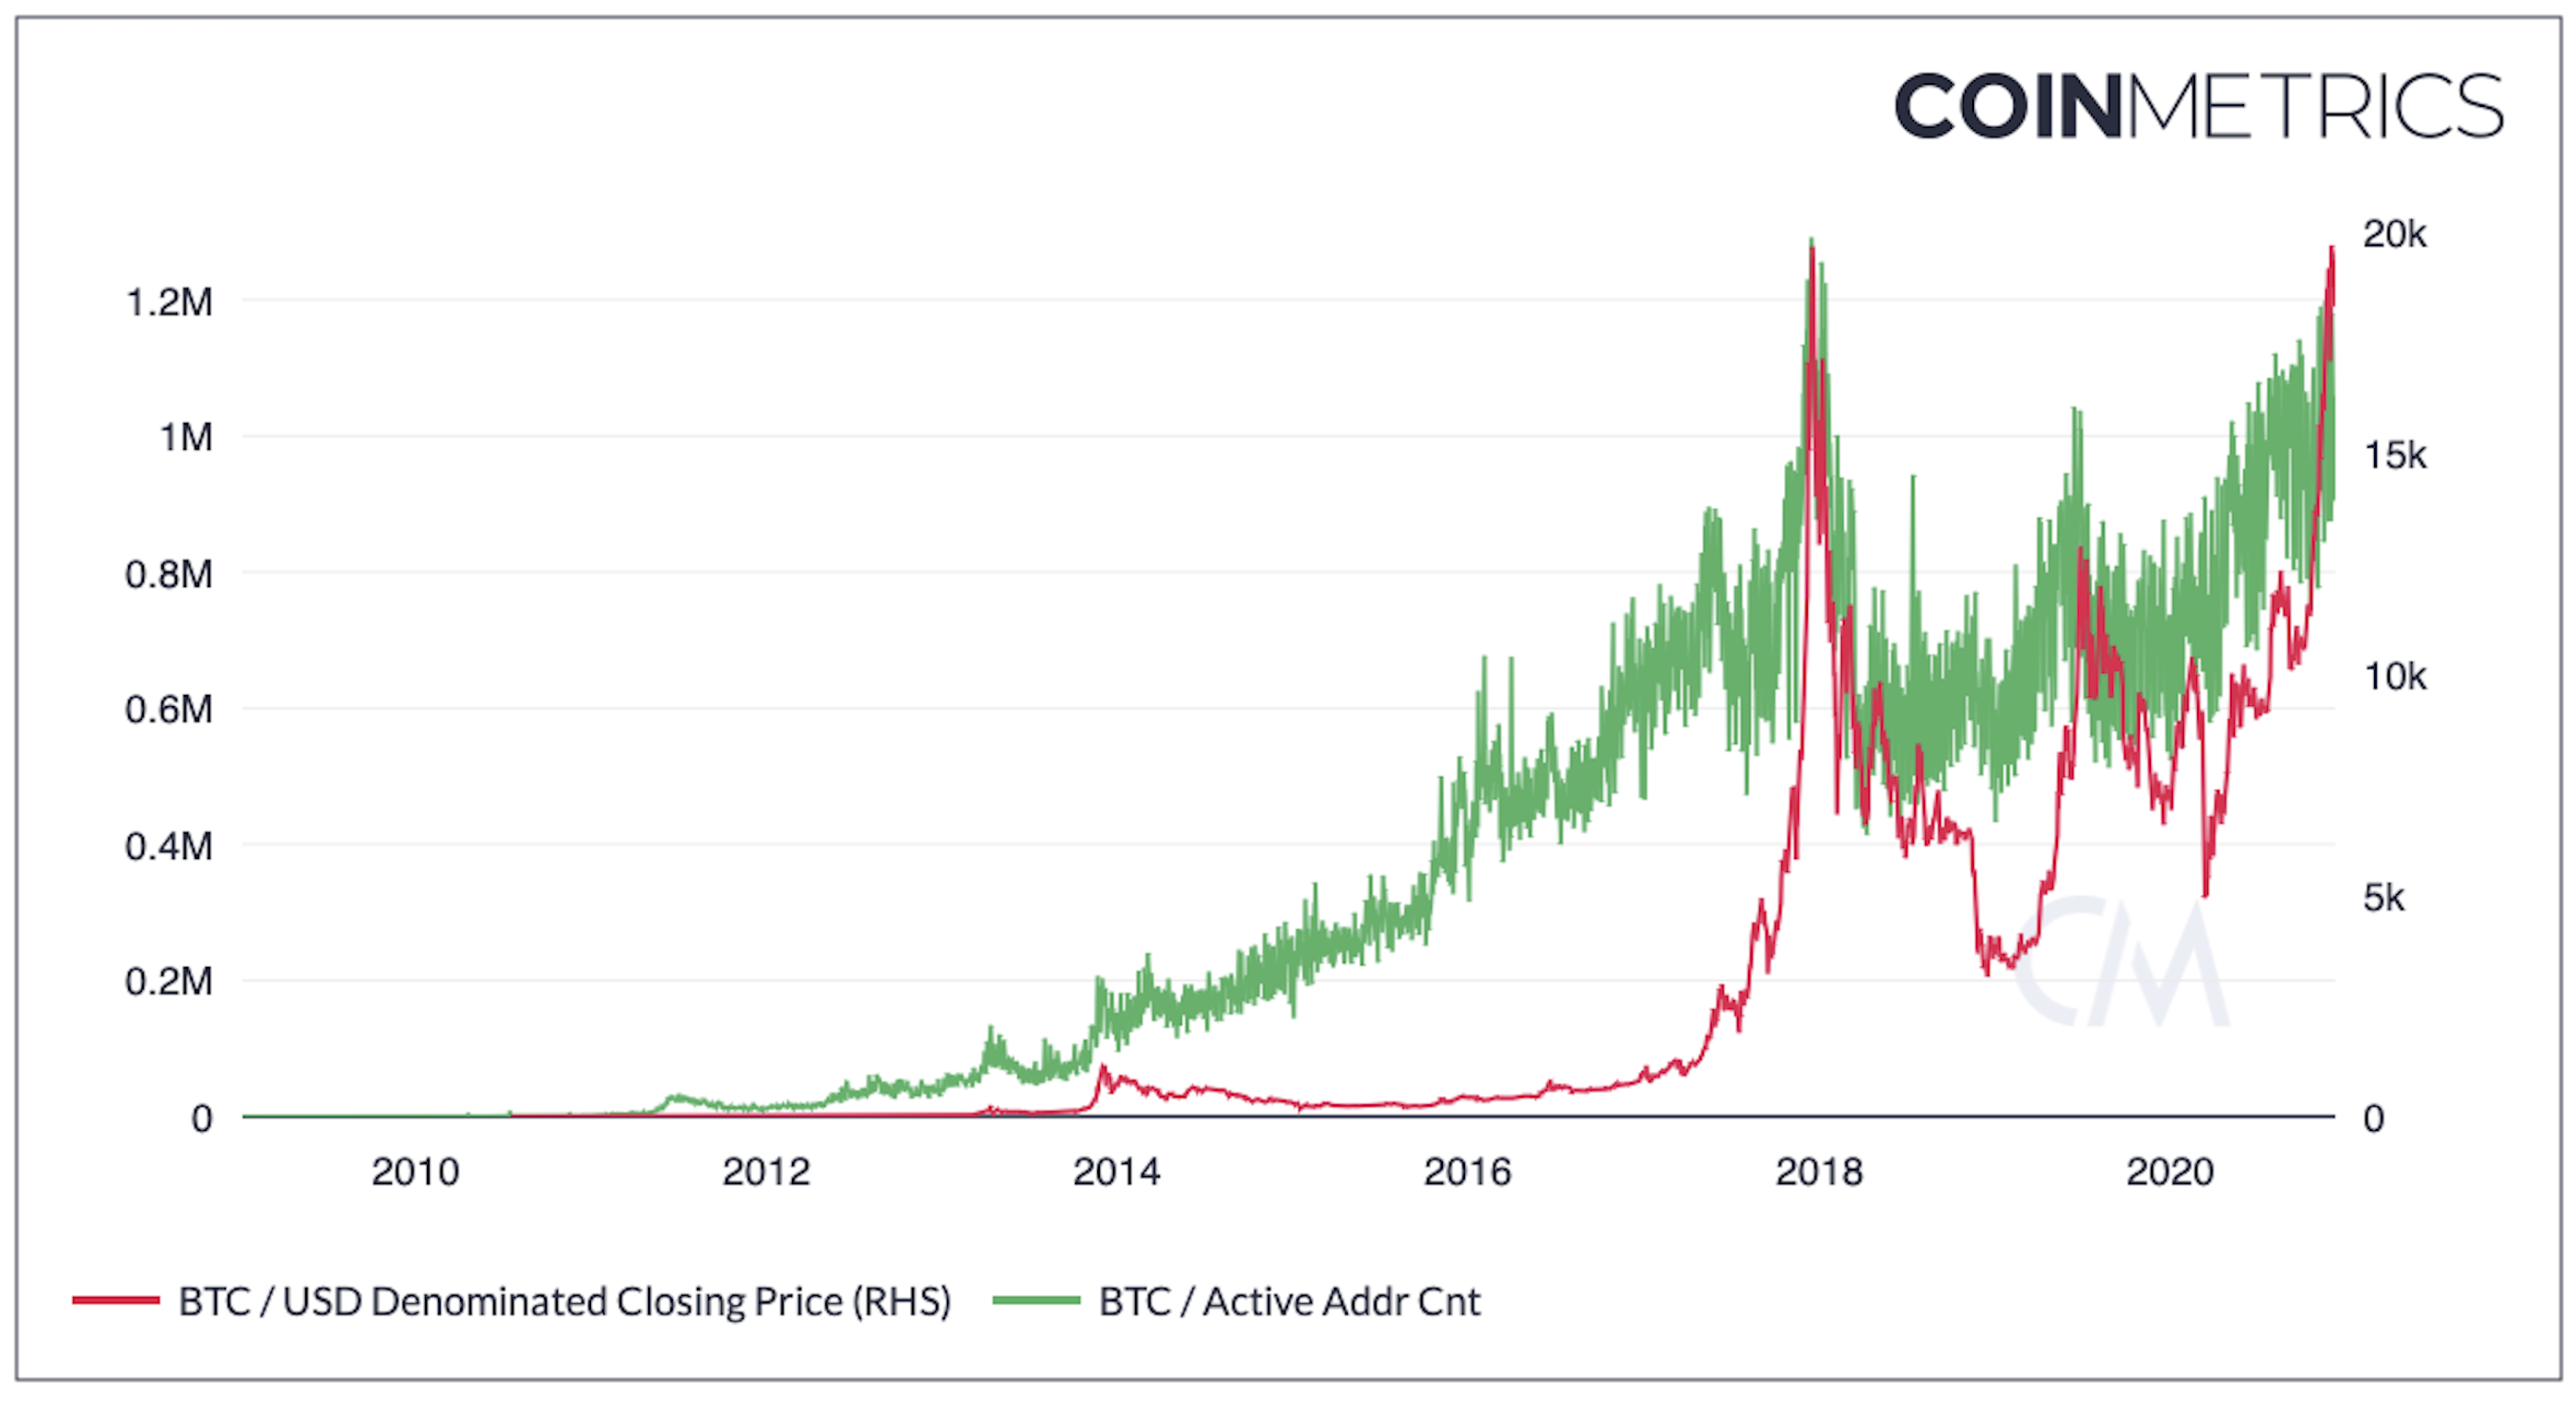 COINMETRICS
20k
1.2M
1M
15k
0.8M
10k
0.6M
0.4M
5k
0.2M
0
0
2010 2012 2014 2016 2018 2020
CM
BTC / USD Denominated Closing Price (RHS) BTC / Active Addr Cnt